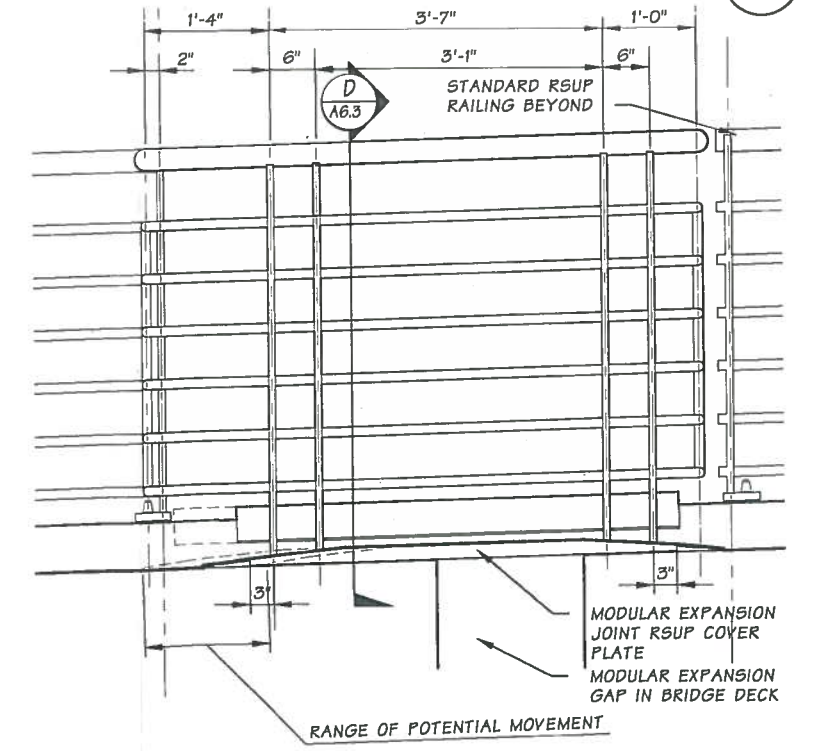 1'-4" 3'-7" 1'-0"
2" 6" 3'-1" 6"
D
A6.3
STANDARD RSUP
RAILING BEYOND
3" 3"
MODULAR EXPANSION
JOINT RSUP COVER
PLATE
MODULAR EXPANSION
GAP IN BRIDGE DECK
RANGE OF POTENTIAL MOVEMENT